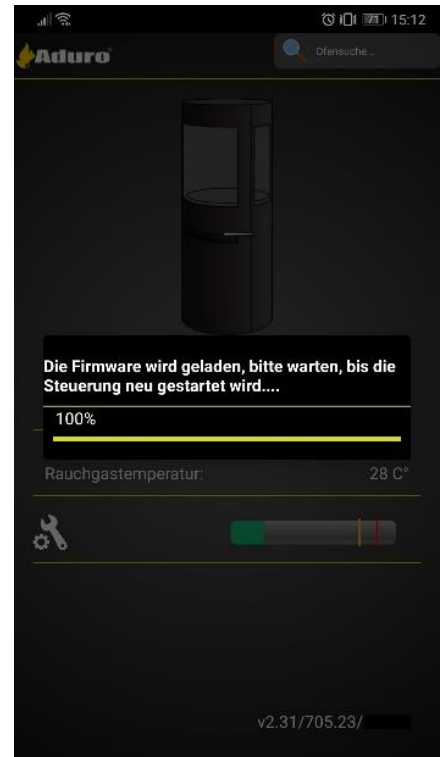 71 15:12
Aduro
Ofensuche...
Die Firmware wird geladen, bitte warten, bis die
Steuerung neu gestartet wird....
100%
Rauchgastemperatur: 28 C°
v2.31/705.23/